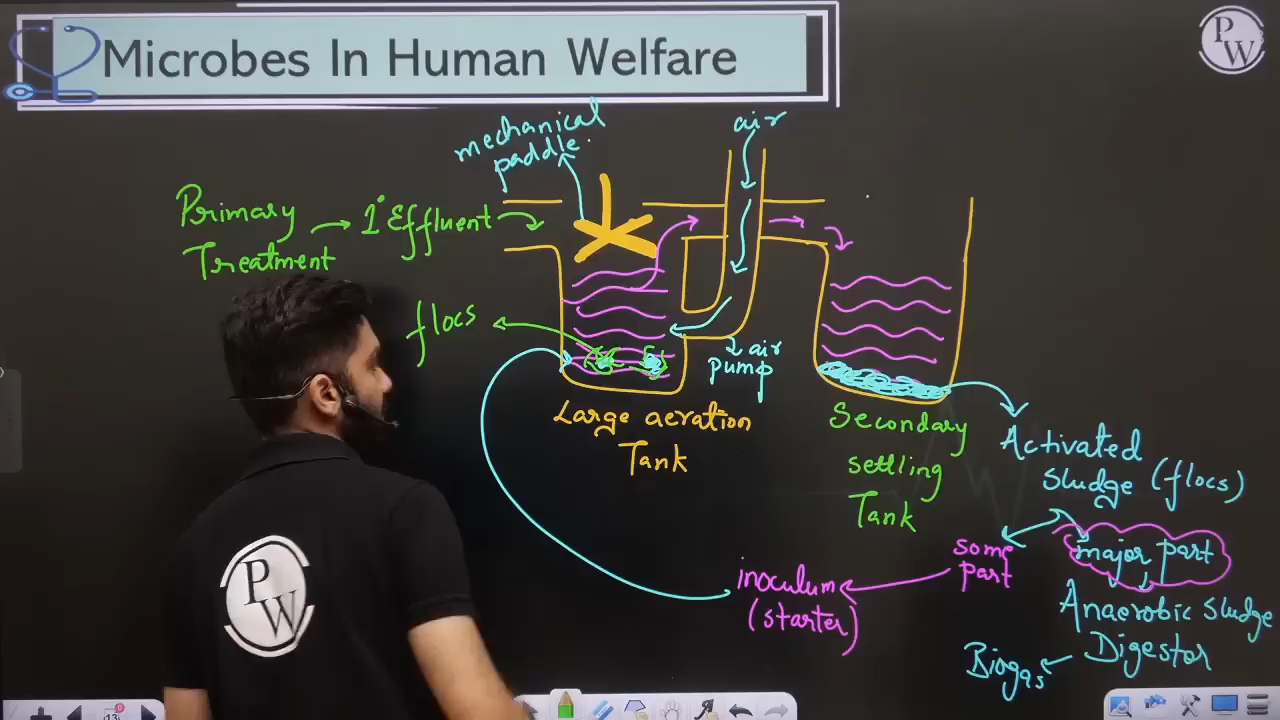 Microbes In Human Welfare
PW
mechanical
paddle.
air
Primary
Treatment
1° Effluent
flocs
air
pump
Large aeration
Tank
Secondary
settling
Tank
Activated
sludge (flocs)
some
part
major part
inoculum
(starter)
Anaerobic sludge
Digestor
Biogas
PW
13